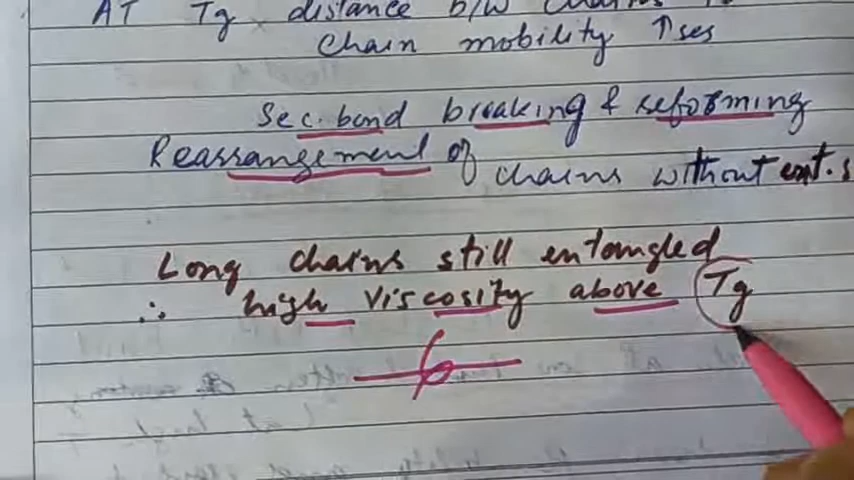 AT Tg distance b/w chains
Chain mobility ↑ses
Sec. bond breaking & reforming
Rearrangement of chains without ext. s
Long chains still entangled
∴ high viscosity above Tg